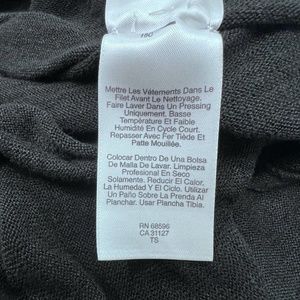 Mettre Les Vêtements Dans Le
Filet Avant Le Nettoyage.
Faire Laver Dans Un Pressing
Uniquement. Basse
Température Et Faible
Humidité En Cycle Court.
Repasser Avec Fer Tiède Et
Patte Mouillée.
Colocar Dentro De Una Bolsa
De Malla De Lavar. Limpieza
Profesional En Seco
Solamente. Reducir El Calor,
La Humedad Y El Ciclo. Utilizar
Un Paño Sobre La Prenda Al
Planchar. Usar Plancha Tibia.
RN 68596
CA 31127
TS